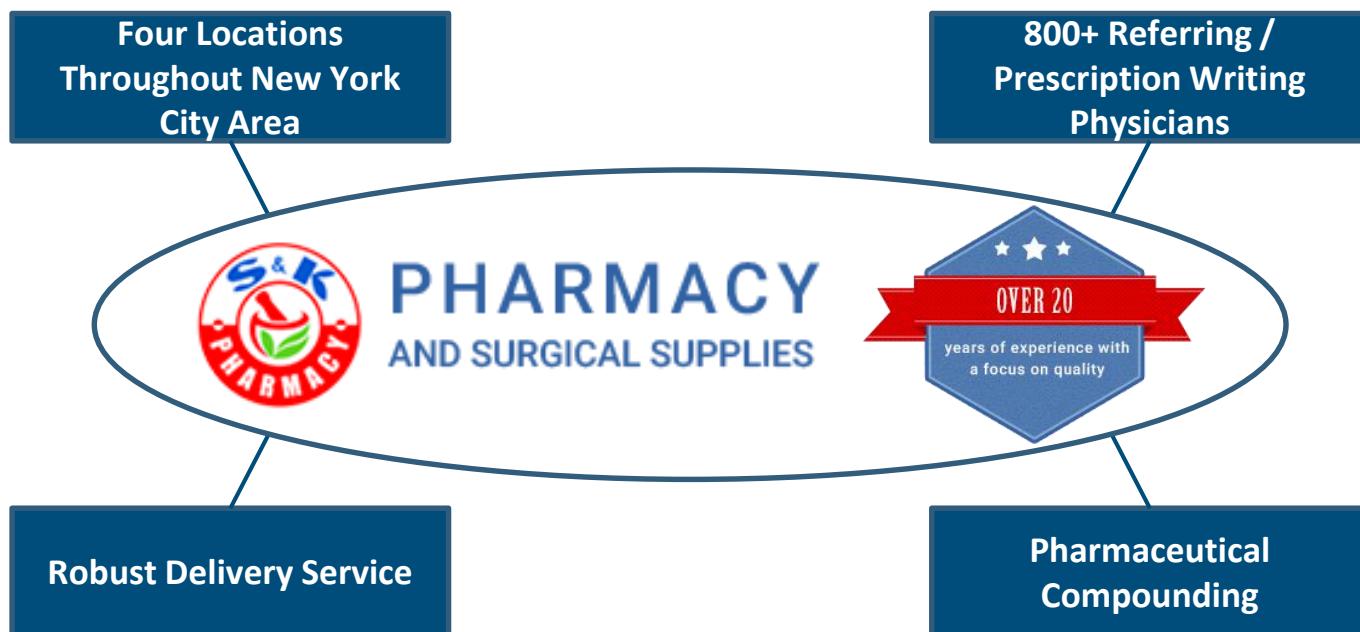 Four Locations
Throughout New York
City Area
800+ Referring /
Prescription Writing
Physicians
S & K
PHARMACY
PHARMACY
AND SURGICAL SUPPLIES
OVER 20
years of experience with
a focus on quality
Robust Delivery Service
Pharmaceutical
Compounding